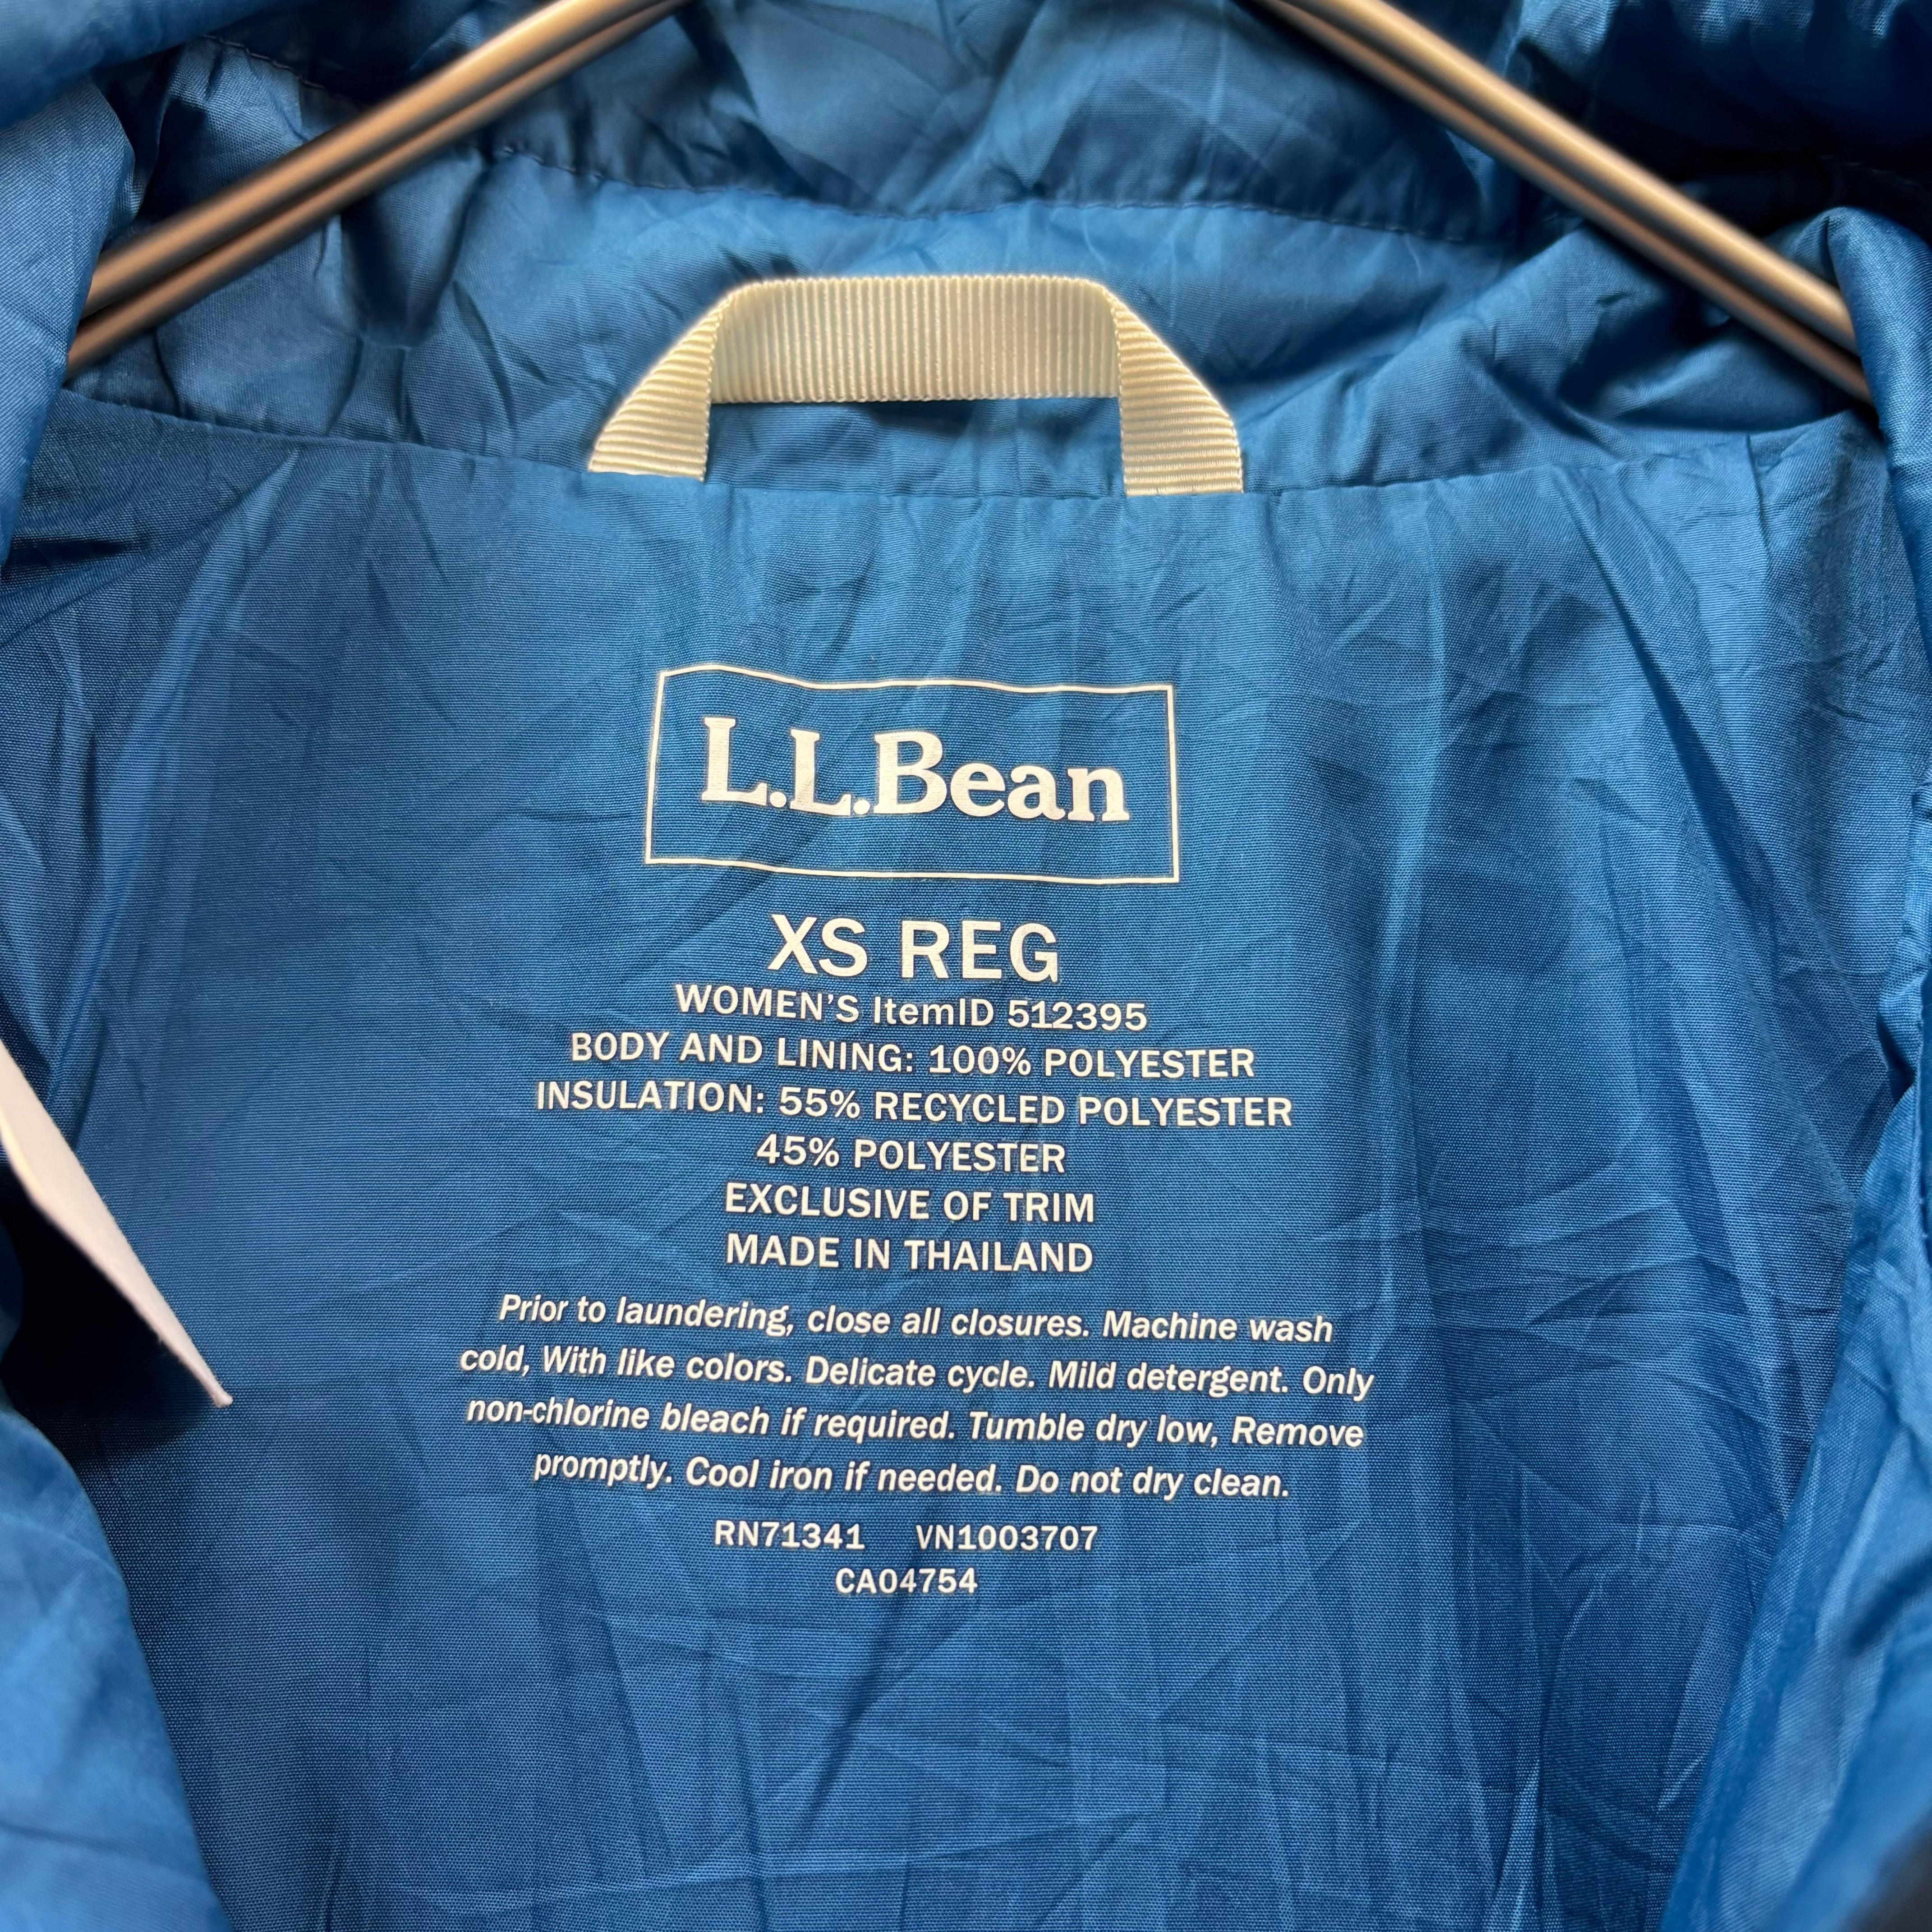 L.L.Bean
XS REG
WOMEN'S ItemID 512395
BODY AND LINING: 100% POLYESTER
INSULATION: 55% RECYCLED POLYESTER
45% POLYESTER
EXCLUSIVE OF TRIM
MADE IN THAILAND
Prior to laundering, close all closures. Machine wash
cold, With like colors. Delicate cycle. Mild detergent. Only
non-chlorine bleach if required. Tumble dry low, Remove
promptly. Cool iron if needed. Do not dry clean.
RN71341 VN1003707
CA04754